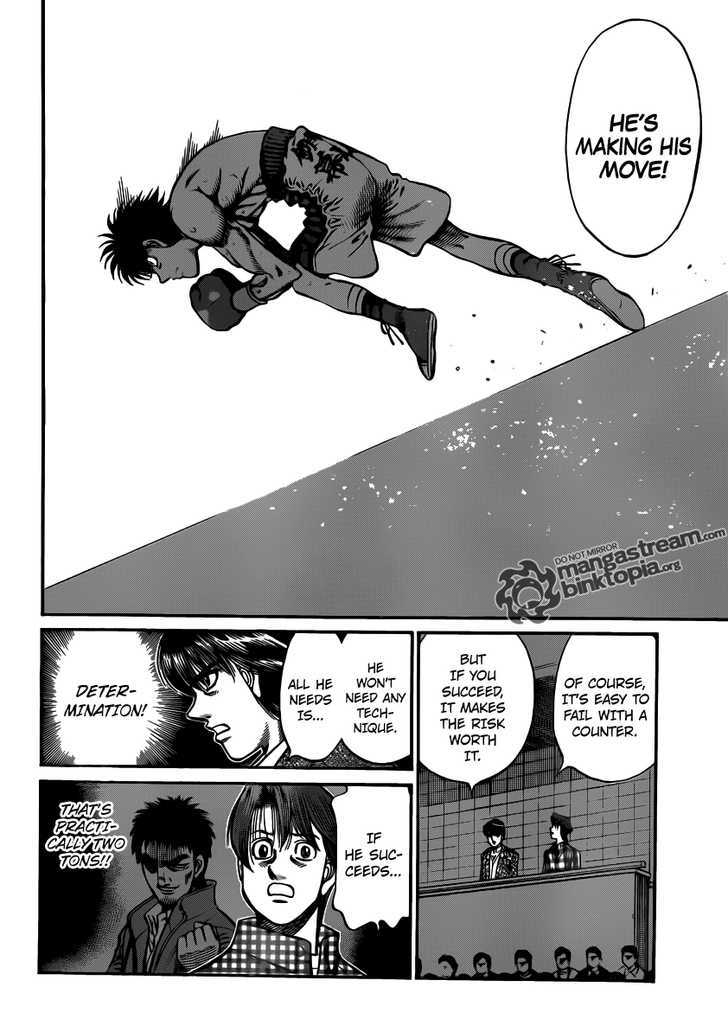 HE'S
MAKING HIS
MOVE!
DO NOT MIRROR
mangastream.com
binktopia.org
OF COURSE,
IT'S EASY TO
FAIL WITH A
COUNTER.
BUT
IF YOU
SUCCEED,
IT MAKES
THE RISK
WORTH
IT.
HE
WON'T
NEED ANY
TECH-
NIQUE.
ALL HE
NEEDS
IS...
DETER-
MINATION!
IF
HE SUC-
CEEDS...
THAT'S
PRACTI-
CALLY TWO
TONS!!